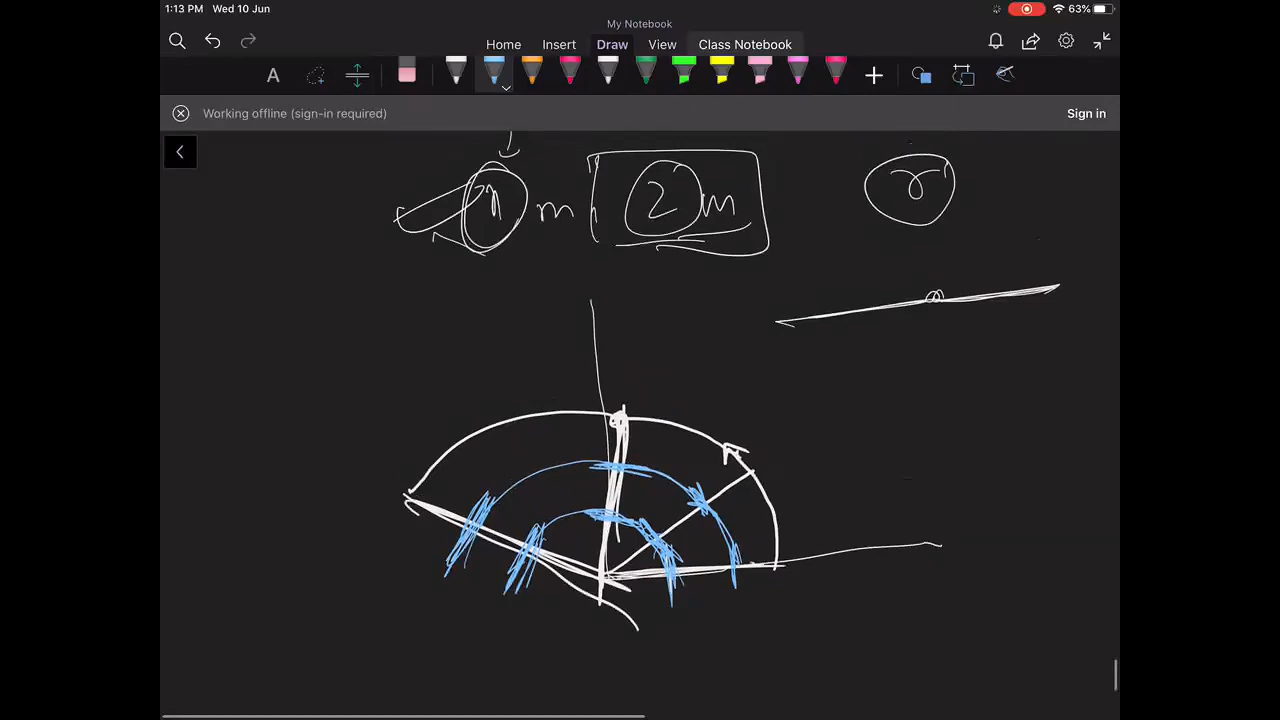 1:13 PM Wed 10 Jun
63%
My Notebook
Home Insert Draw View Class Notebook
A
Working offline (sign-in required)
Sign in
m 2 m